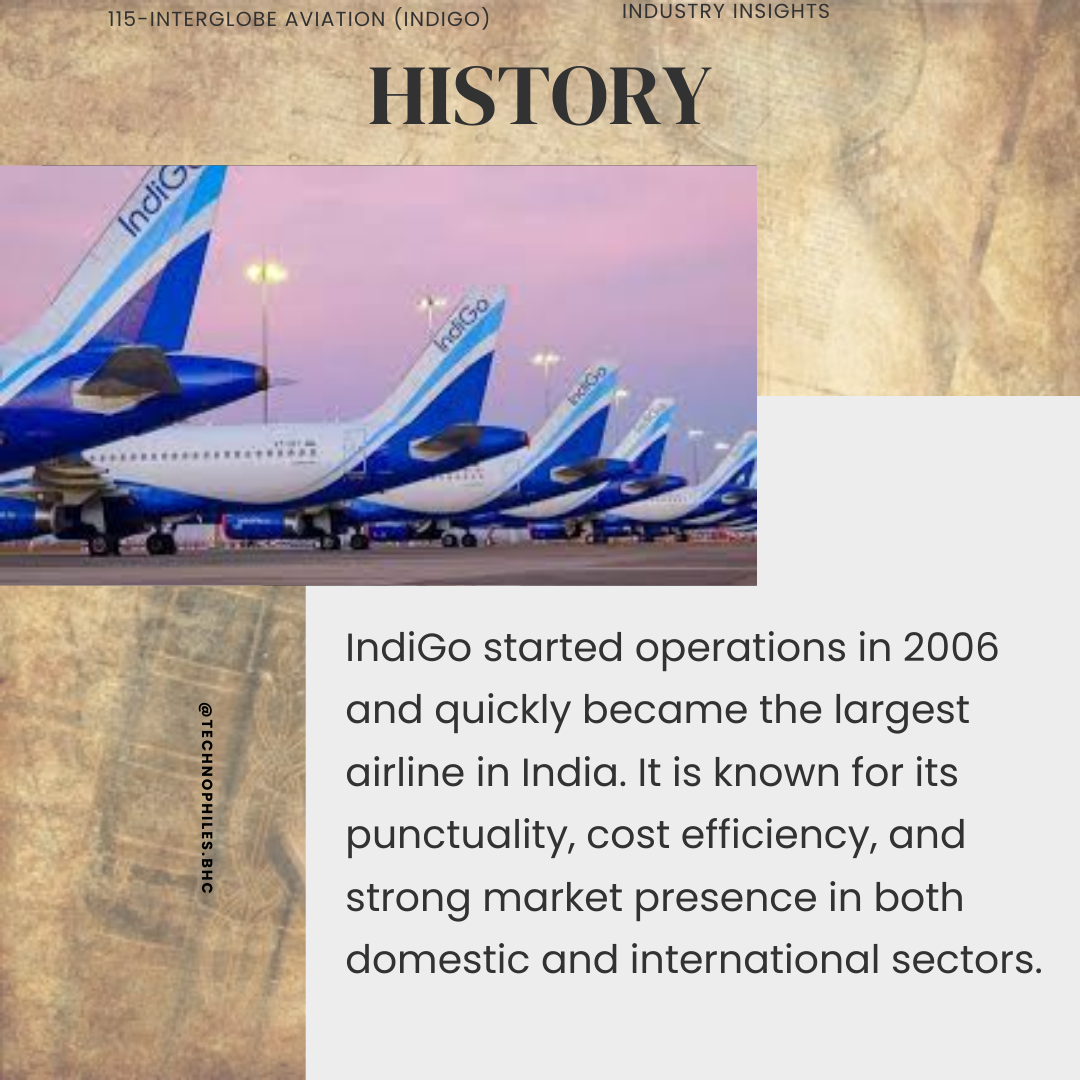 115-INTERGLOBE AVIATION (INDIGO)
INDUSTRY INSIGHTS
HISTORY
IndiGo
IndiGo
IndiGo
IndiGo
IndiGo started operations in 2006
and quickly became the largest
airline in India. It is known for its
punctuality, cost efficiency, and
strong market presence in both
domestic and international sectors.
@TECHNOPHILES.BHC